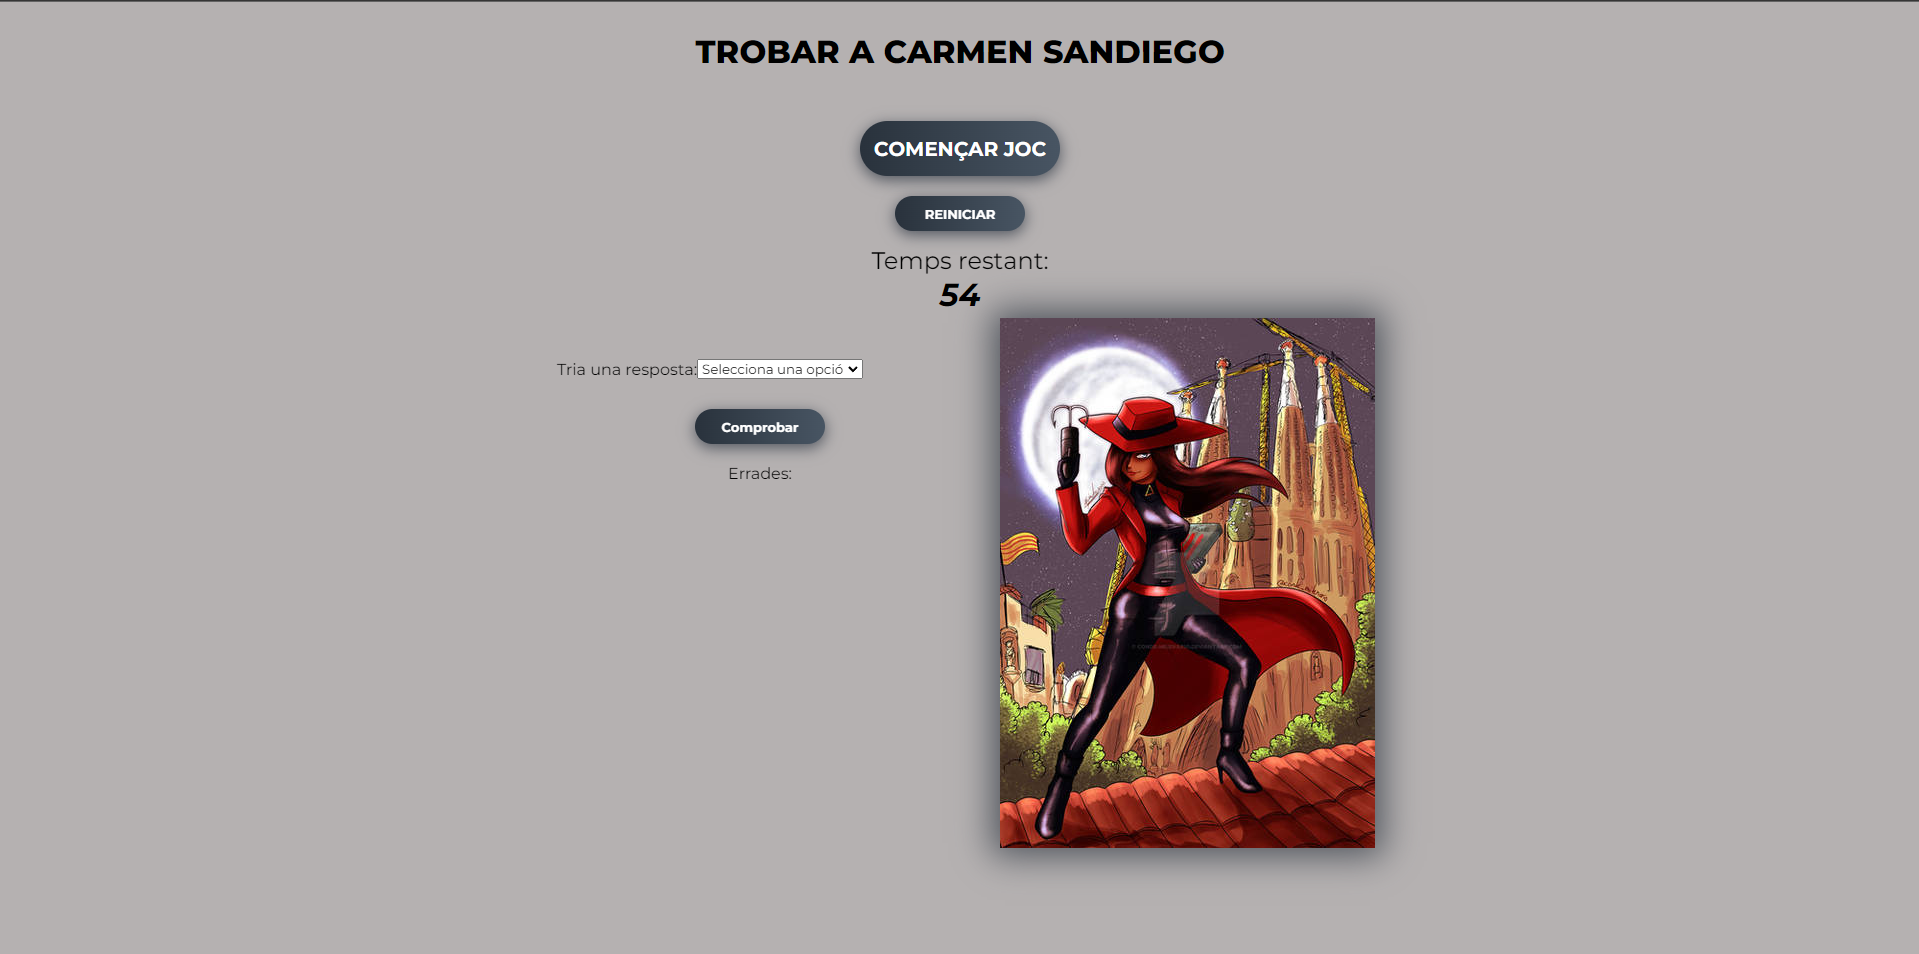 TROBAR A CARMEN SANDIEGO
COMENÇAR JOC
REINICIAR
Temps restant:
54
Tria una resposta: Selecciona una opció
Comprobar
Errades: